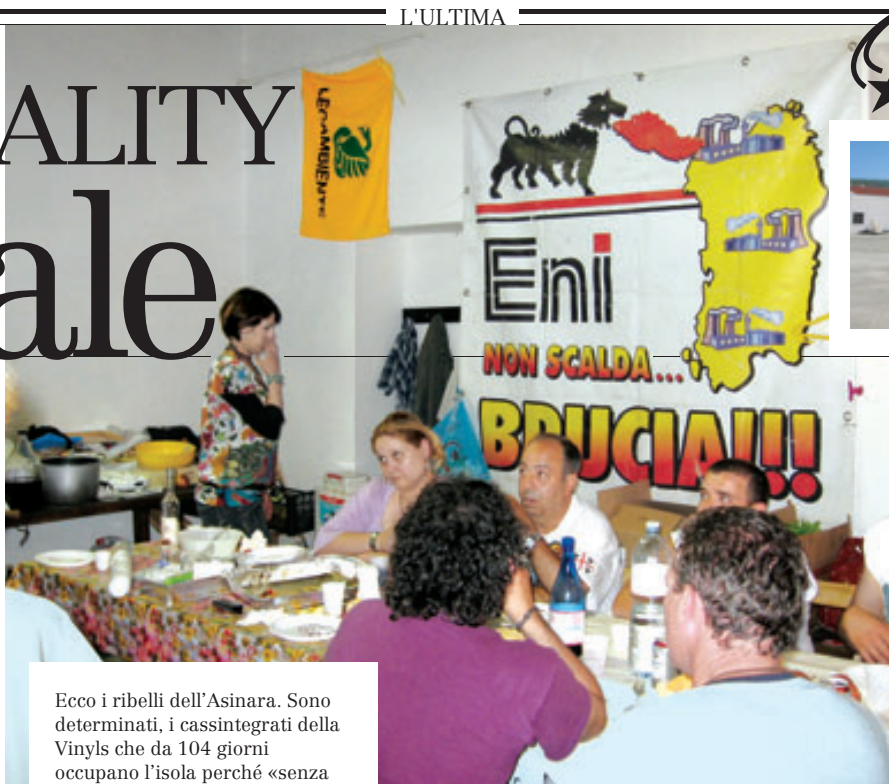 L'ULTIMA
ALITY
ale
LEGAMBIENTE
Eni
NON SCALDA...
BRUCIA!!!
Ecco i ribelli dell'Asinara. Sono
determinati, i cassintegrati della
Vinyls che da 104 giorni
occupano l'isola perché «senza